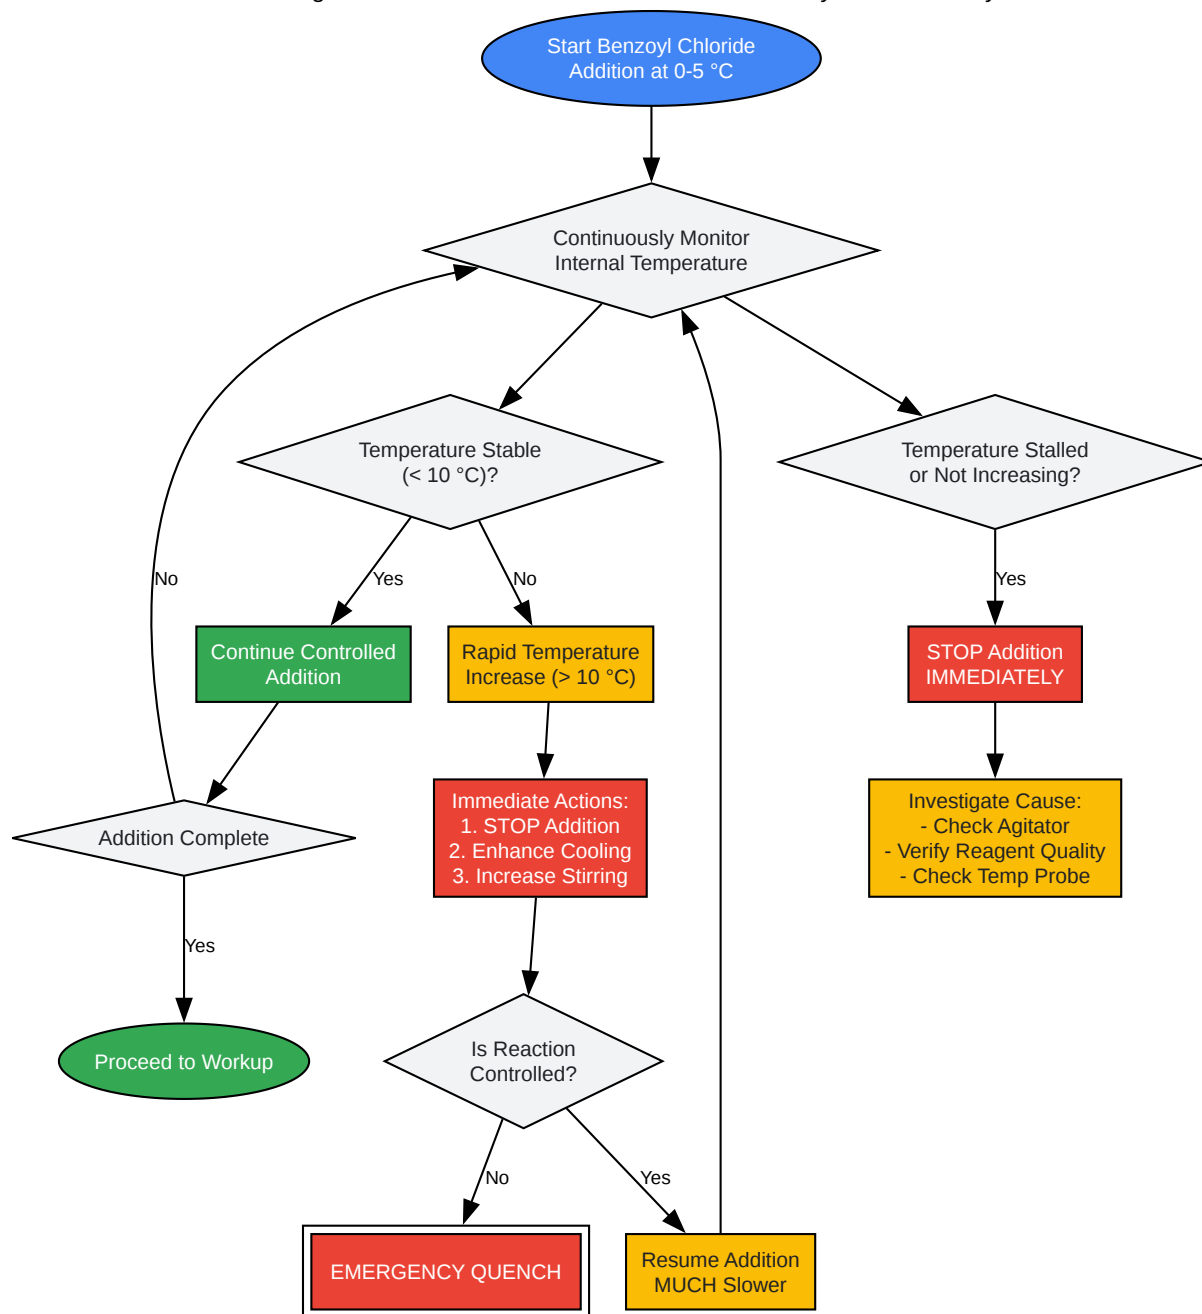 Start Benzoyl Chloride
Addition at 0-5 °C
Continuously Monitor
Internal Temperature
Temperature Stable
(< 10 °C)?
Temperature Stalled
or Not Increasing?
No
Yes
No
Yes
Continue Controlled
Addition
Rapid Temperature
Increase (> 10 °C)
STOP Addition
IMMEDIATELY
Addition Complete
Immediate Actions:
1. STOP Addition
2. Enhance Cooling
3. Increase Stirring
Investigate Cause:
- Check Agitator
- Verify Reagent Quality
- Check Temp Probe
Yes
Proceed to Workup
Is Reaction
Controlled?
No
Yes
EMERGENCY QUENCH
Resume Addition
MUCH Slower